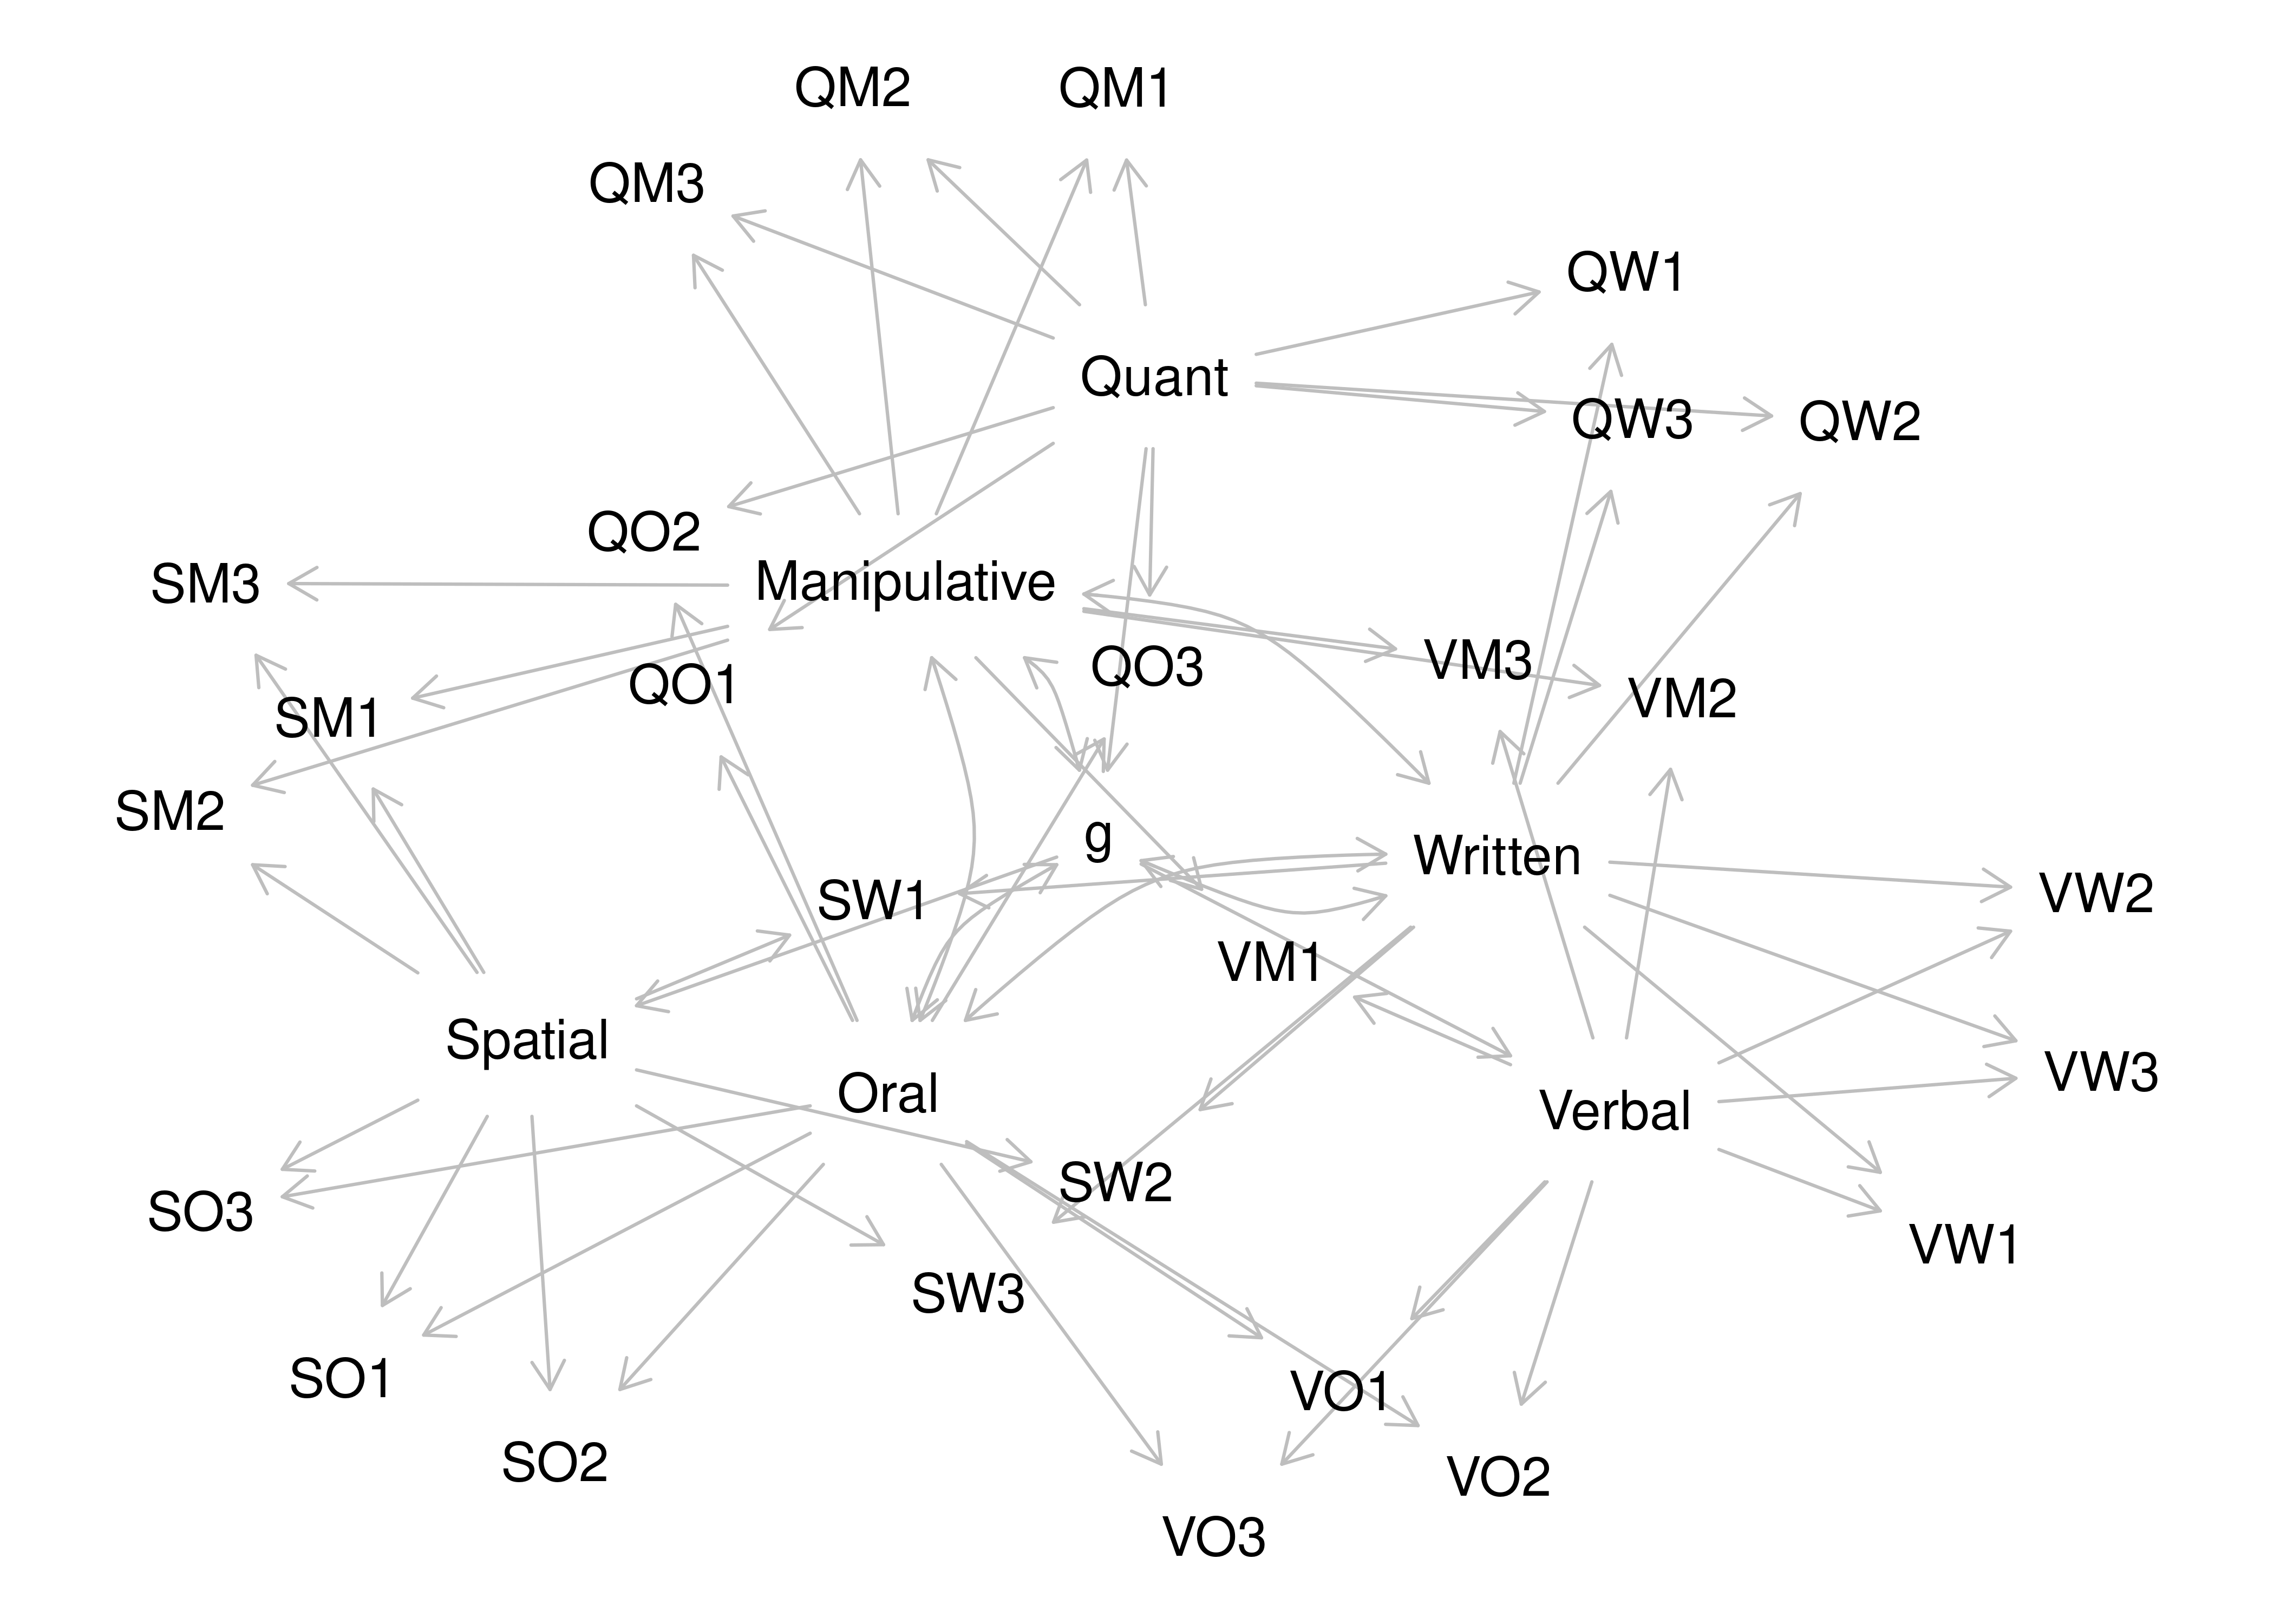 QM2 QM1
QM3
QW1
Quant
QW3 QW2
QO2
SM3 Manipulative
QO3 VM3
QO1 VM2
SM1
SM2 g
Written
SW1 VW2
VM1
Spatial
Oral VW3
Verbal
SW2
SO3
VW1
SW3
SO1 VO1
SO2 VO2
VO3